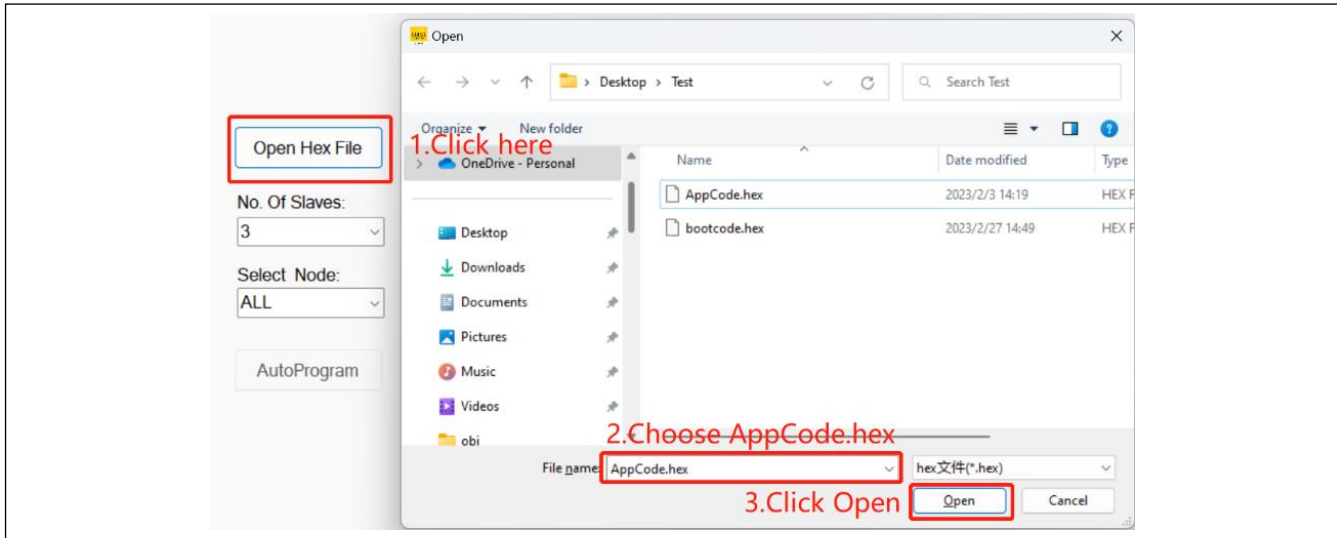 Open
Desktop > Test
Search Test
Organize
New folder
Open Hex File
1.Click here
OneDrive - Personal
Name
Date modified
Type
AppCode.hex
2023/2/3 14:19
HEX F
No. Of Slaves:
3
Desktop
bootcode.hex
2023/2/27 14:49
HEX F
Select Node:
Downloads
ALL
Documents
Pictures
AutoProgram
Music
Videos
obi
2.Choose AppCode.hex
File name:
AppCode.hex
hex文件(*.hex)
3.Click Open
Open
Cancel